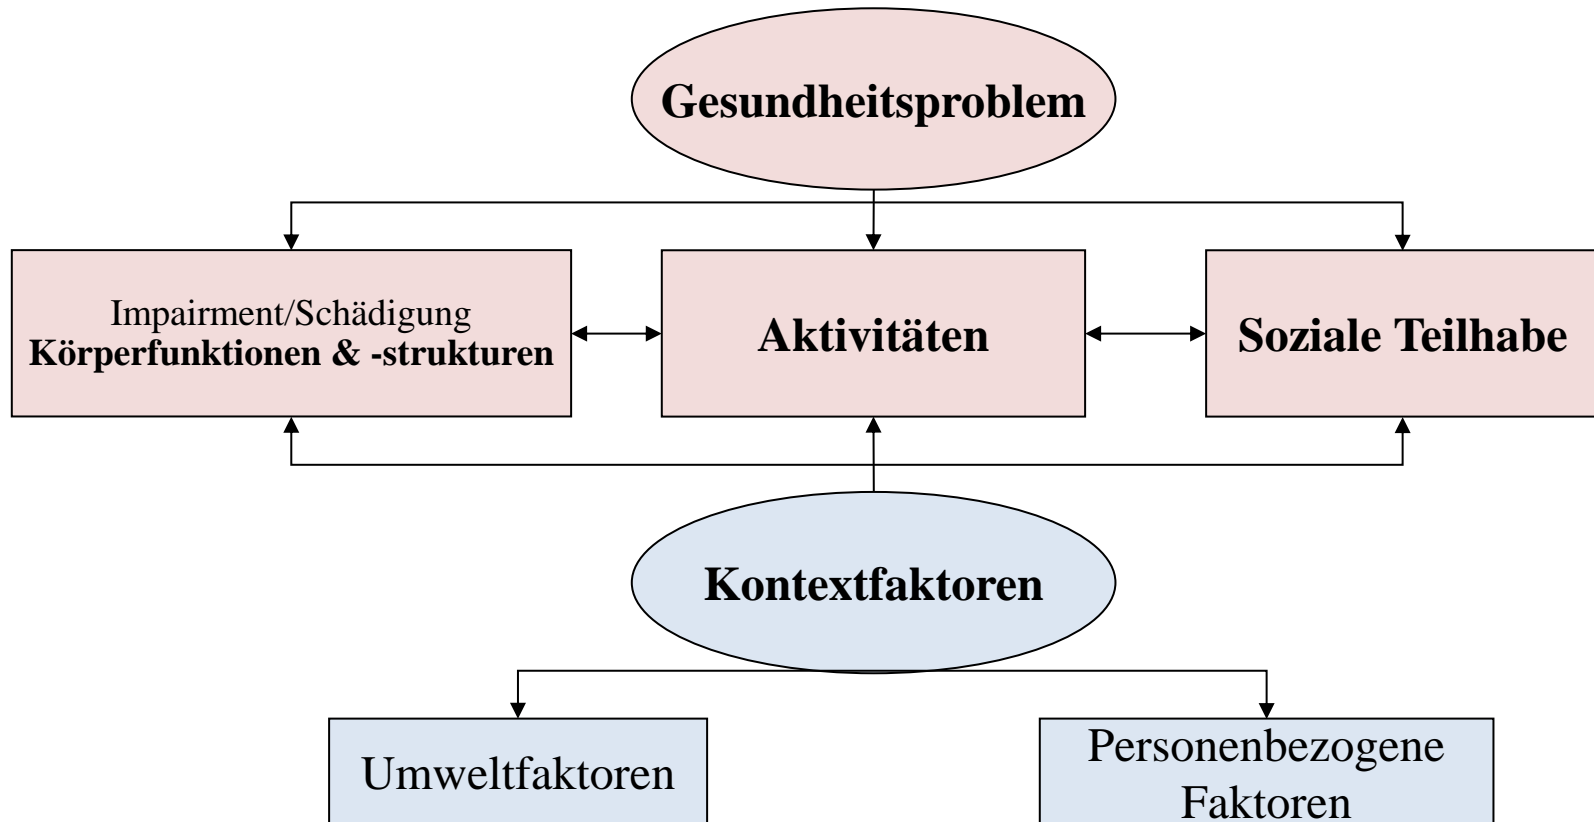 Gesundheitsproblem
Impairment/Schädigung
Körperfunktionen & -strukturen
Aktivitäten
Soziale Teilhabe
Kontextfaktoren
Umweltfaktoren
Personenbezogene
Faktoren